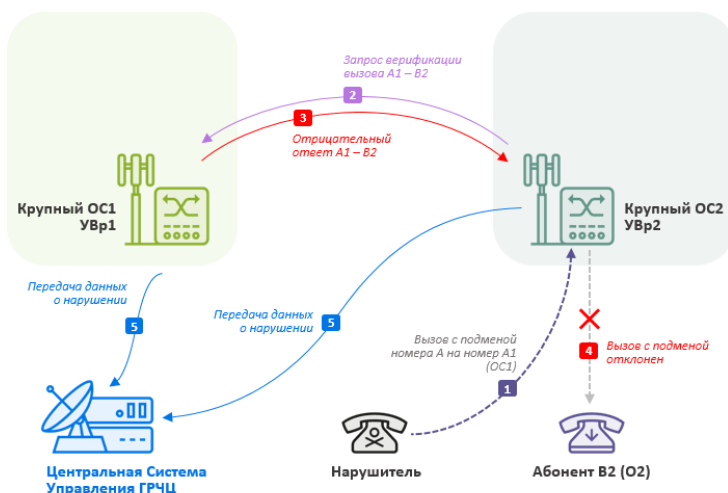 Запрос верификации
вызова А1 – В2
2
3
Отрицательный
ответ А1 – В2
Крупный ОС1
УВр1
Крупный ОС2
УВр2
Передача данных
о нарушении
5
Передача данных
о нарушении
5
Вызов с подменой
номера А на номер А1
(ОС1)
1
4
Вызов с подменой
отклонен
Центральная Система
Управления ГРЧЦ
Нарушитель
Абонент В2 (О2)